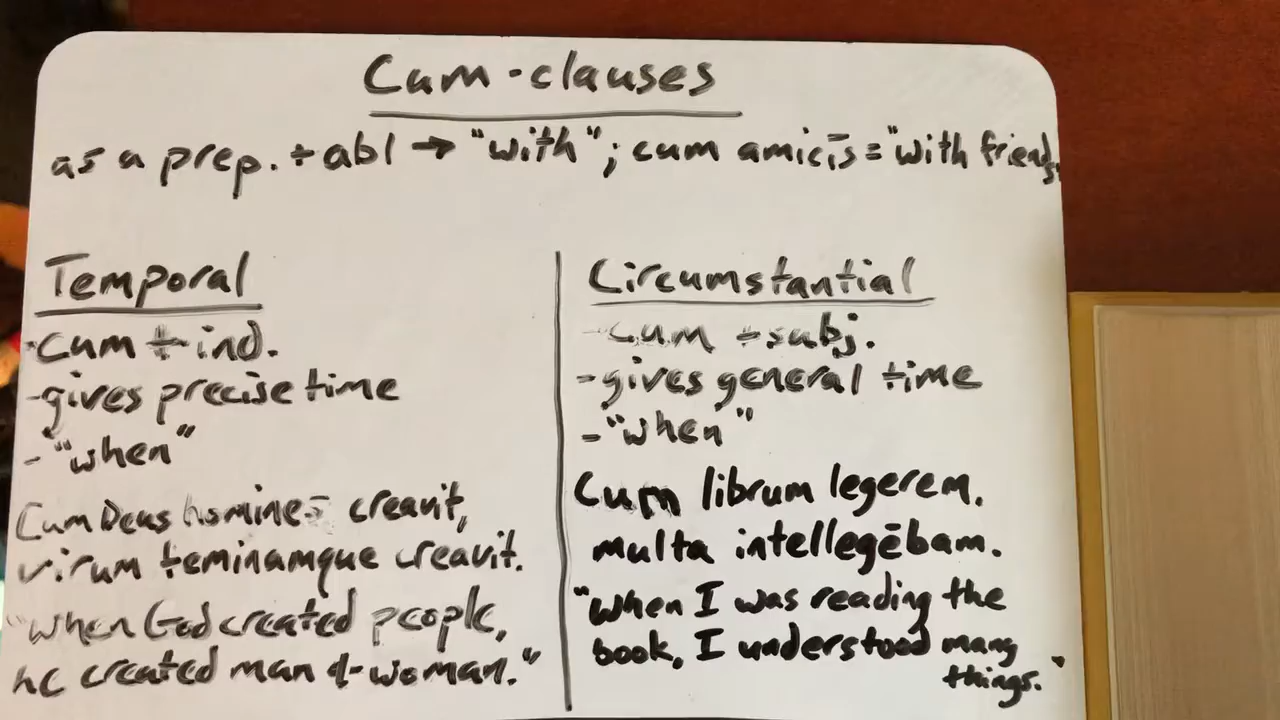 Cum-clauses
as a prep. + abl → "with"; cum amicīs = "with friends
Temporal
-Cum + ind.
-gives precise time
-"when"
Cum Deus homines creavit,
virum feminamque creavit.
"when God created people,
he created man & woman."
Circumstantial
-cum + subj.
-gives general time
-"when"
Cum librum legerem.
multa intellegēbam.
"when I was reading the
book, I understood many
things."